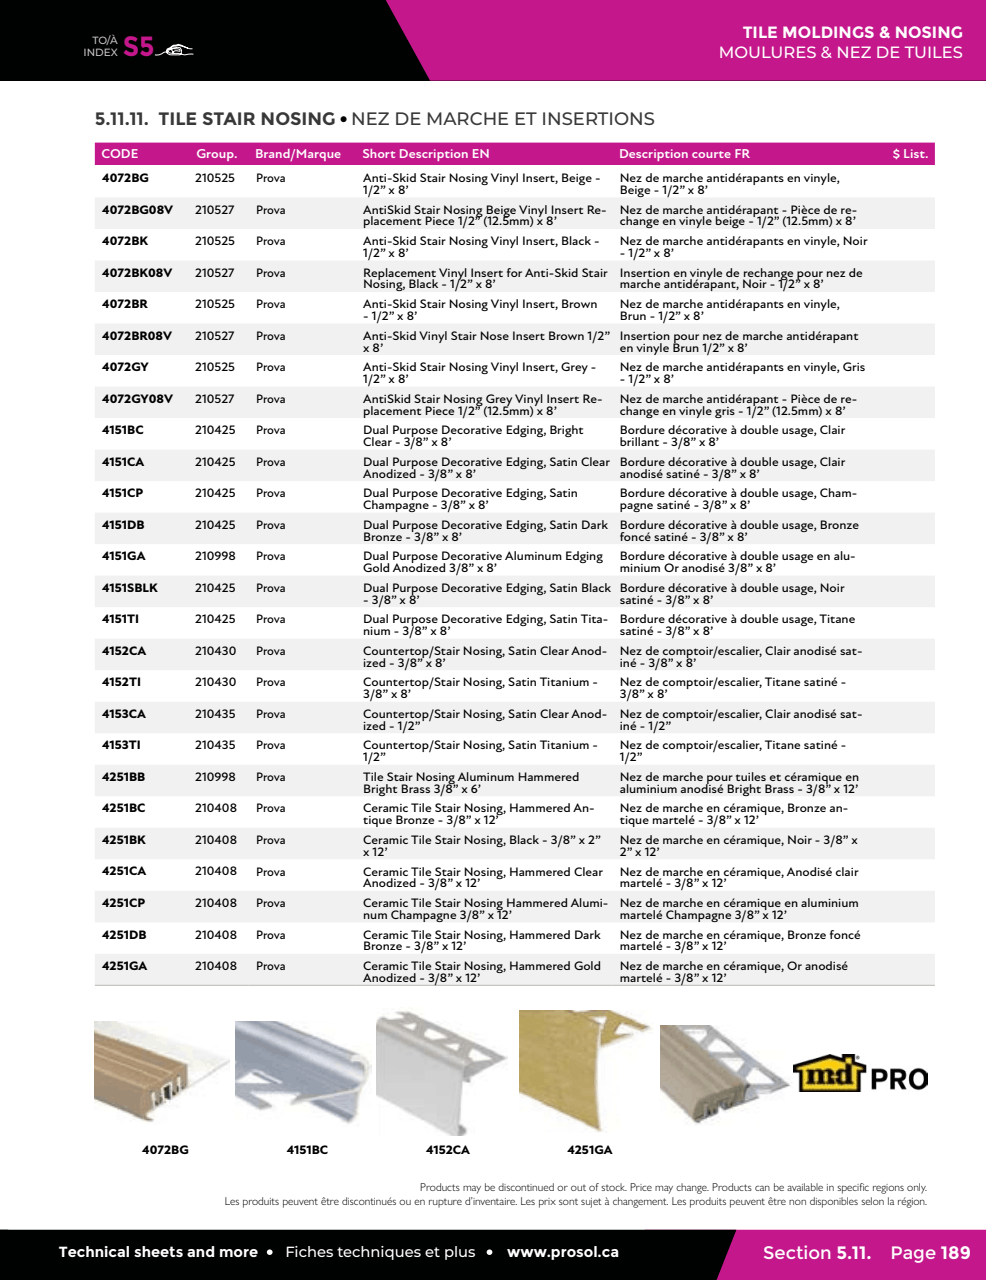 TO/À
INDEX S5
TILE MOLDINGS & NOSING
MOULURES & NEZ DE TUILES
5.11.11. TILE STAIR NOSING • NEZ DE MARCHE ET INSERTIONS
CODE Group. Brand/Marque Short Description EN Description courte FR $ List.
4072BG 210525 Prova Anti-Skid Stair Nosing Vinyl Insert, Beige - Nez de marche antidérapants en vinyle,
1/2” x 8’ Beige - 1/2” x 8’
4072BG08V 210527 Prova AntiSkid Stair Nosing Beige Vinyl Insert Re- Nez de marche antidérapant - Pièce de re-
placement Piece 1/2” (12.5mm) x 8’ change en vinyle beige - 1/2” (12.5mm) x 8’
4072BK 210525 Prova Anti-Skid Stair Nosing Vinyl Insert, Black - Nez de marche antidérapants en vinyle, Noir
1/2” x 8’ - 1/2” x 8’
4072BK08V 210527 Prova Replacement Vinyl Insert for Anti-Skid Stair Insertion en vinyle de rechange pour nez de
Nosing, Black - 1/2” x 8’ marche antidérapant, Noir - 1/2” x 8’
4072BR 210525 Prova Anti-Skid Stair Nosing Vinyl Insert, Brown Nez de marche antidérapants en vinyle,
- 1/2” x 8’ Brun - 1/2” x 8’
4072BR08V 210527 Prova Anti-Skid Vinyl Stair Nose Insert Brown 1/2” Insertion pour nez de marche antidérapant
x 8’ en vinyle Brun 1/2” x 8’
4072GY 210525 Prova Anti-Skid Stair Nosing Vinyl Insert, Grey - Nez de marche antidérapants en vinyle, Gris
1/2” x 8’ - 1/2” x 8’
4072GY08V 210527 Prova AntiSkid Stair Nosing Grey Vinyl Insert Re- Nez de marche antidérapant - Pièce de re-
placement Piece 1/2” (12.5mm) x 8’ change en vinyle gris - 1/2” (12.5mm) x 8’
4151BC 210425 Prova Dual Purpose Decorative Edging, Bright Bordure décorative à double usage, Clair
Clear - 3/8” x 8’ brillant - 3/8” x 8’
4151CA 210425 Prova Dual Purpose Decorative Edging, Satin Clear Bordure décorative à double usage, Clair
Anodized - 3/8” x 8’ anodisé satiné - 3/8” x 8’
4151CP 210425 Prova Dual Purpose Decorative Edging, Satin Bordure décorative à double usage, Cham-
Champagne - 3/8” x 8’ pagne satiné - 3/8” x 8’
4151DB 210425 Prova Dual Purpose Decorative Edging, Satin Dark Bordure décorative à double usage, Bronze
Bronze - 3/8” x 8’ foncé satiné - 3/8” x 8’
4151GA 210998 Prova Dual Purpose Decorative Aluminum Edging Bordure décorative à double usage en alu-
Gold Anodized 3/8” x 8’ minium Or anodisé 3/8” x 8’
4151SBLK 210425 Prova Dual Purpose Decorative Edging, Satin Black Bordure décorative à double usage, Noir
- 3/8” x 8’ satiné - 3/8” x 8’
4151TI 210425 Prova Dual Purpose Decorative Edging, Satin Tita- Bordure décorative à double usage, Titane
nium - 3/8” x 8’ satiné - 3/8” x 8’
4152CA 210430 Prova Countertop/Stair Nosing, Satin Clear Anod- Nez de comptoir/escalier, Clair anodisé sat-
ized - 3/8” x 8’ iné - 3/8” x 8’
4152TI 210430 Prova Countertop/Stair Nosing, Satin Titanium - Nez de comptoir/escalier, Titane satiné -
3/8” x 8’ 3/8” x 8’
4153CA 210435 Prova Countertop/Stair Nosing, Satin Clear Anod- Nez de comptoir/escalier, Clair anodisé sat-
ized - 1/2” iné - 1/2”
4153TI 210435 Prova Countertop/Stair Nosing, Satin Titanium - Nez de comptoir/escalier, Titane satiné -
1/2” 1/2”
4251BB 210998 Prova Tile Stair Nosing Aluminum Hammered Nez de marche pour tuiles et céramique en
Bright Brass 3/8” x 6’ aluminium anodisé Bright Brass - 3/8” x 12’
4251BC 210408 Prova Ceramic Tile Stair Nosing, Hammered An- Nez de marche en céramique, Bronze an-
tique Bronze - 3/8” x 12’ tique martelé - 3/8” x 12’
4251BK 210408 Prova Ceramic Tile Stair Nosing, Black - 3/8” x 2” Nez de marche en céramique, Noir - 3/8” x
x 12’ 2” x 12’
4251CA 210408 Prova Ceramic Tile Stair Nosing, Hammered Clear Nez de marche en céramique, Anodisé clair
Anodized - 3/8” x 12’ martelé - 3/8” x 12’
4251CP 210408 Prova Ceramic Tile Stair Nosing Hammered Alumi- Nez de marche en céramique en aluminium
num Champagne 3/8” x 12’ martelé Champagne 3/8” x 12’
4251DB 210408 Prova Ceramic Tile Stair Nosing, Hammered Dark Nez de marche en céramique, Bronze foncé
Bronze - 3/8” x 12’ martelé - 3/8” x 12’
4251GA 210408 Prova Ceramic Tile Stair Nosing, Hammered Gold Nez de marche en céramique, Or anodisé
Anodized - 3/8” x 12’ martelé - 3/8” x 12’
md PRO
4072BG 4151BC 4152CA 4251GA
Products may be discontinued or out of stock. Price may change. Products can be available in specific regions only.
Les produits peuvent être discontinués ou en rupture d’inventaire. Les prix sont sujet à changement. Les produits peuvent être non disponibles selon la région.
Technical sheets and more • Fiches techniques et plus • www.prosol.ca
Section 5.11. Page 189